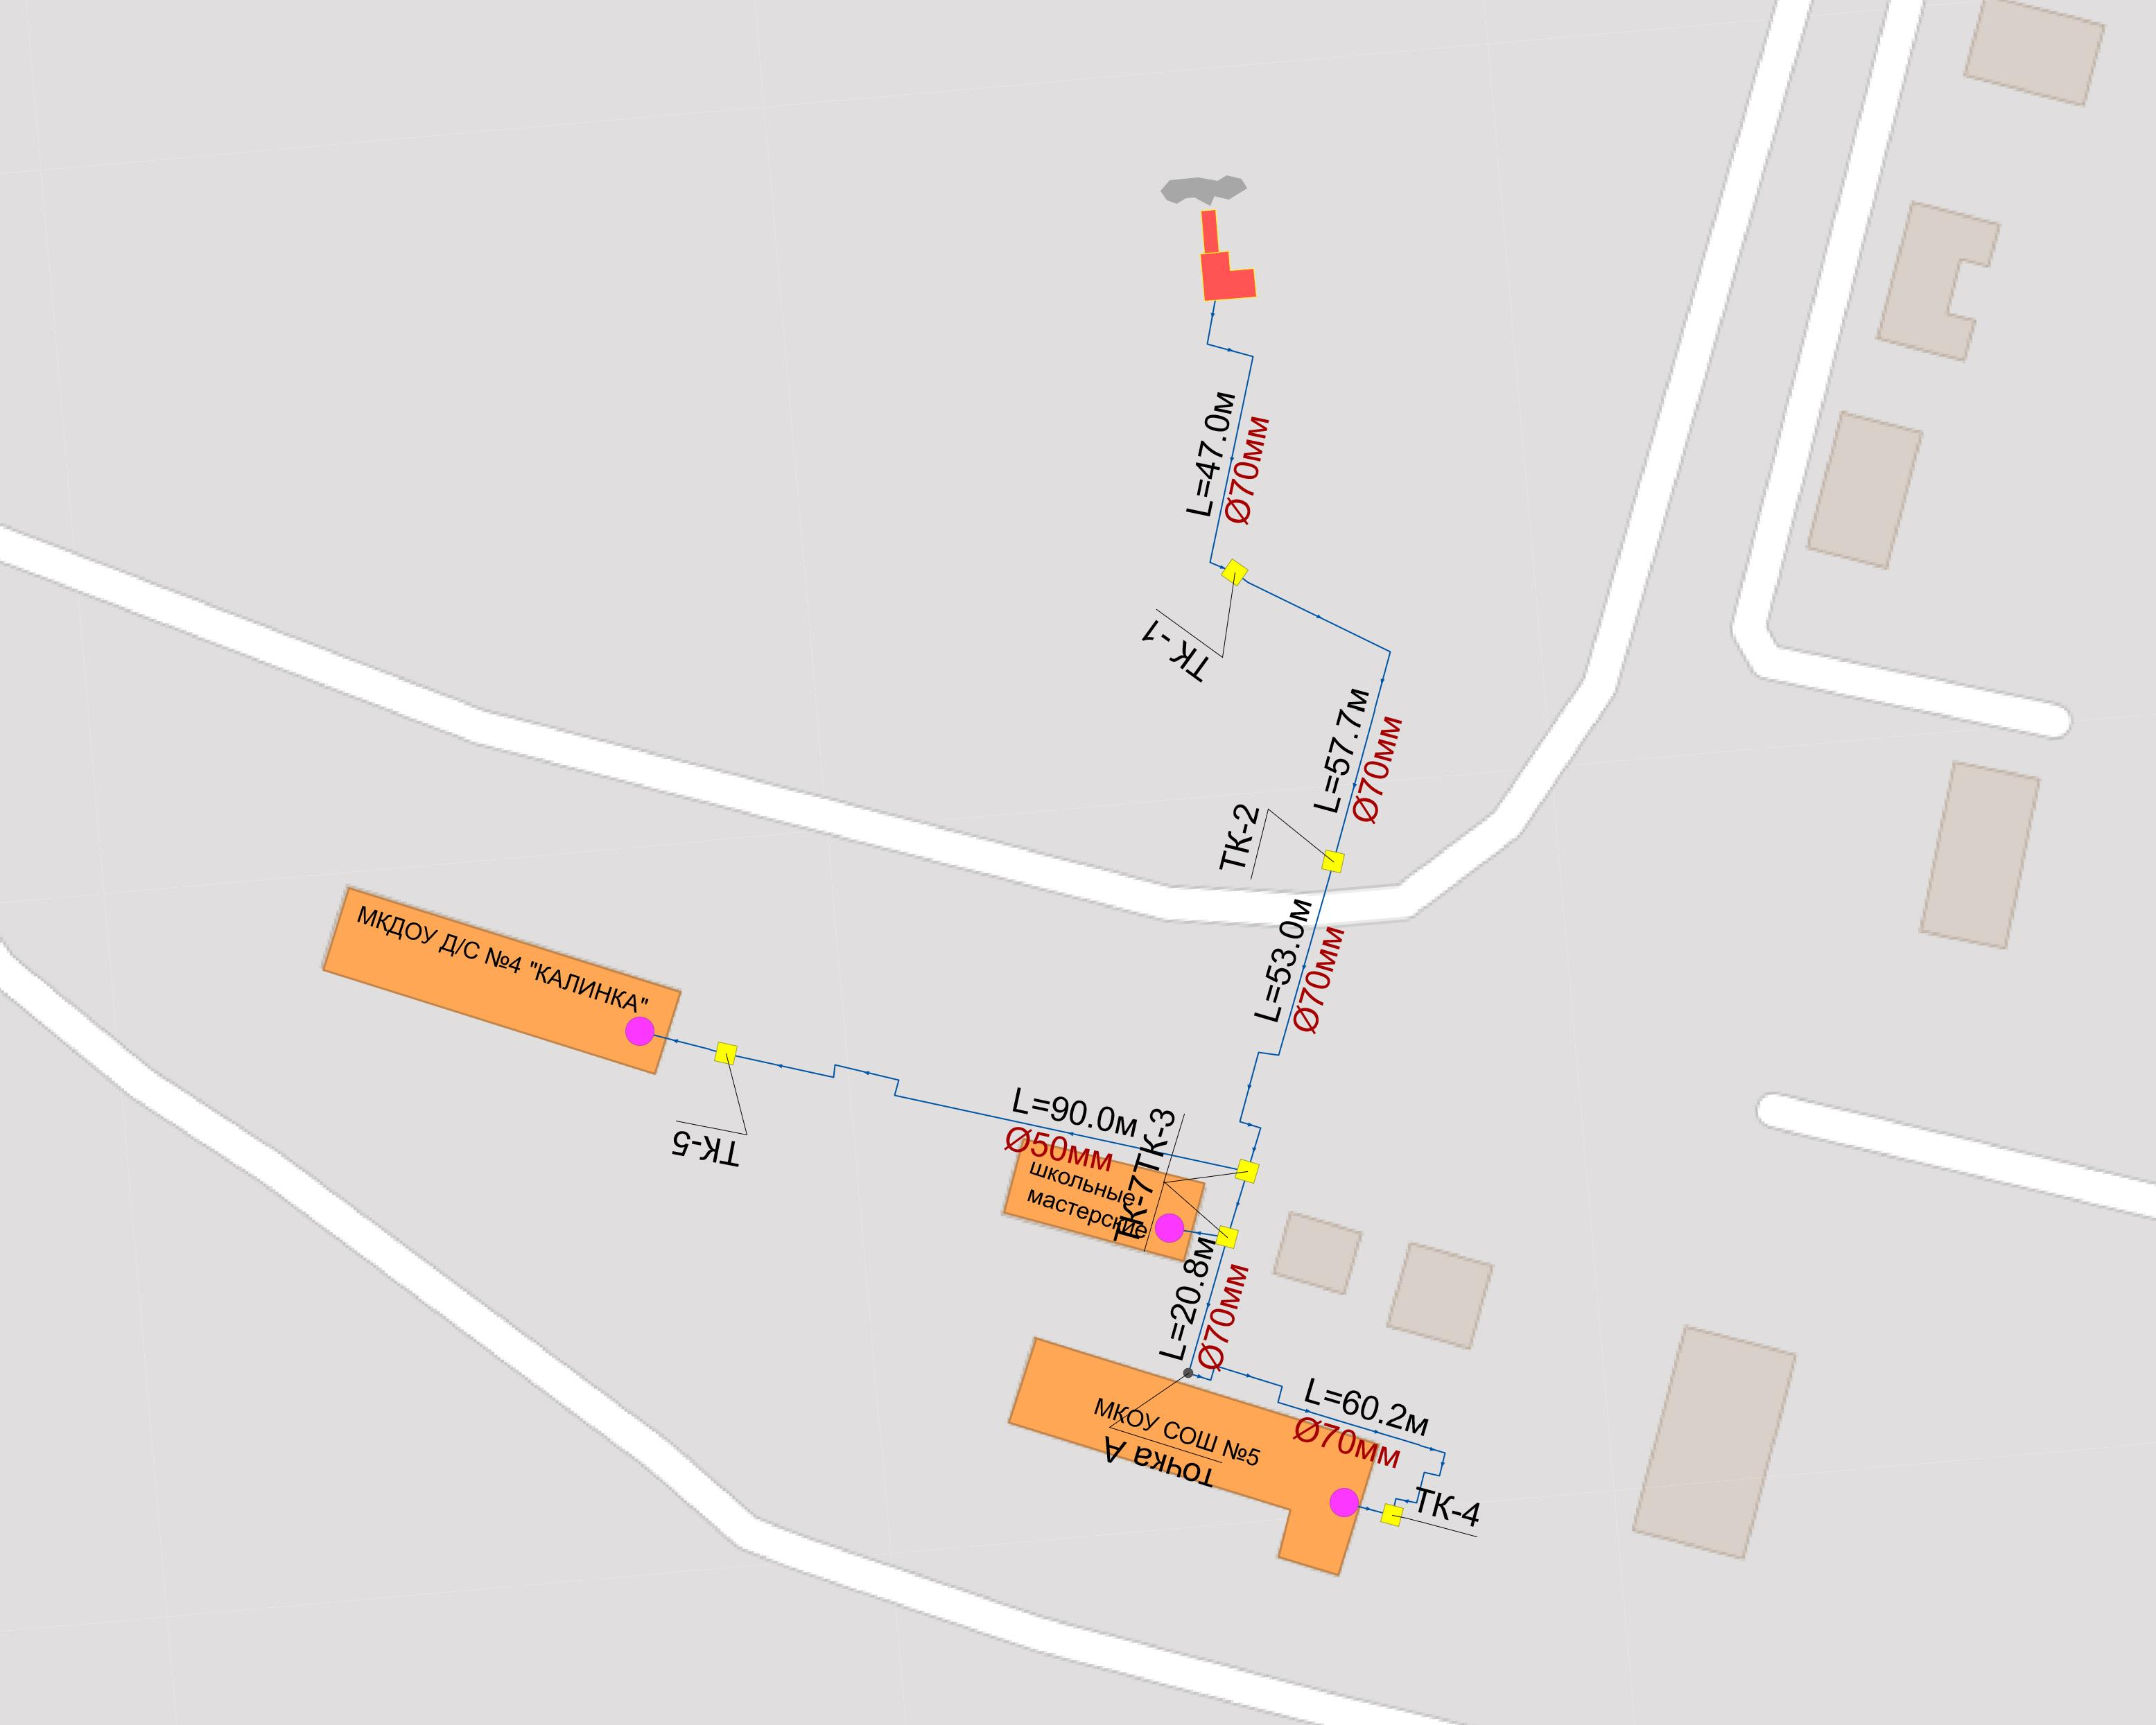 L=47.0м
Ø70мм
ТК-1
L=57.7м
Ø70мм
ТК-2
L=53.0м
Ø70мм
МКДОУ Д/С №4 "КАЛИНКА"
ТК-5
L=90.0м
Ø50мм
ТК-3
ТК-7
школьные
мастерские
L=20.8м
Ø70мм
L=60.2м
Ø70мм
МКОУ СОШ №5
точка А
ТК-4